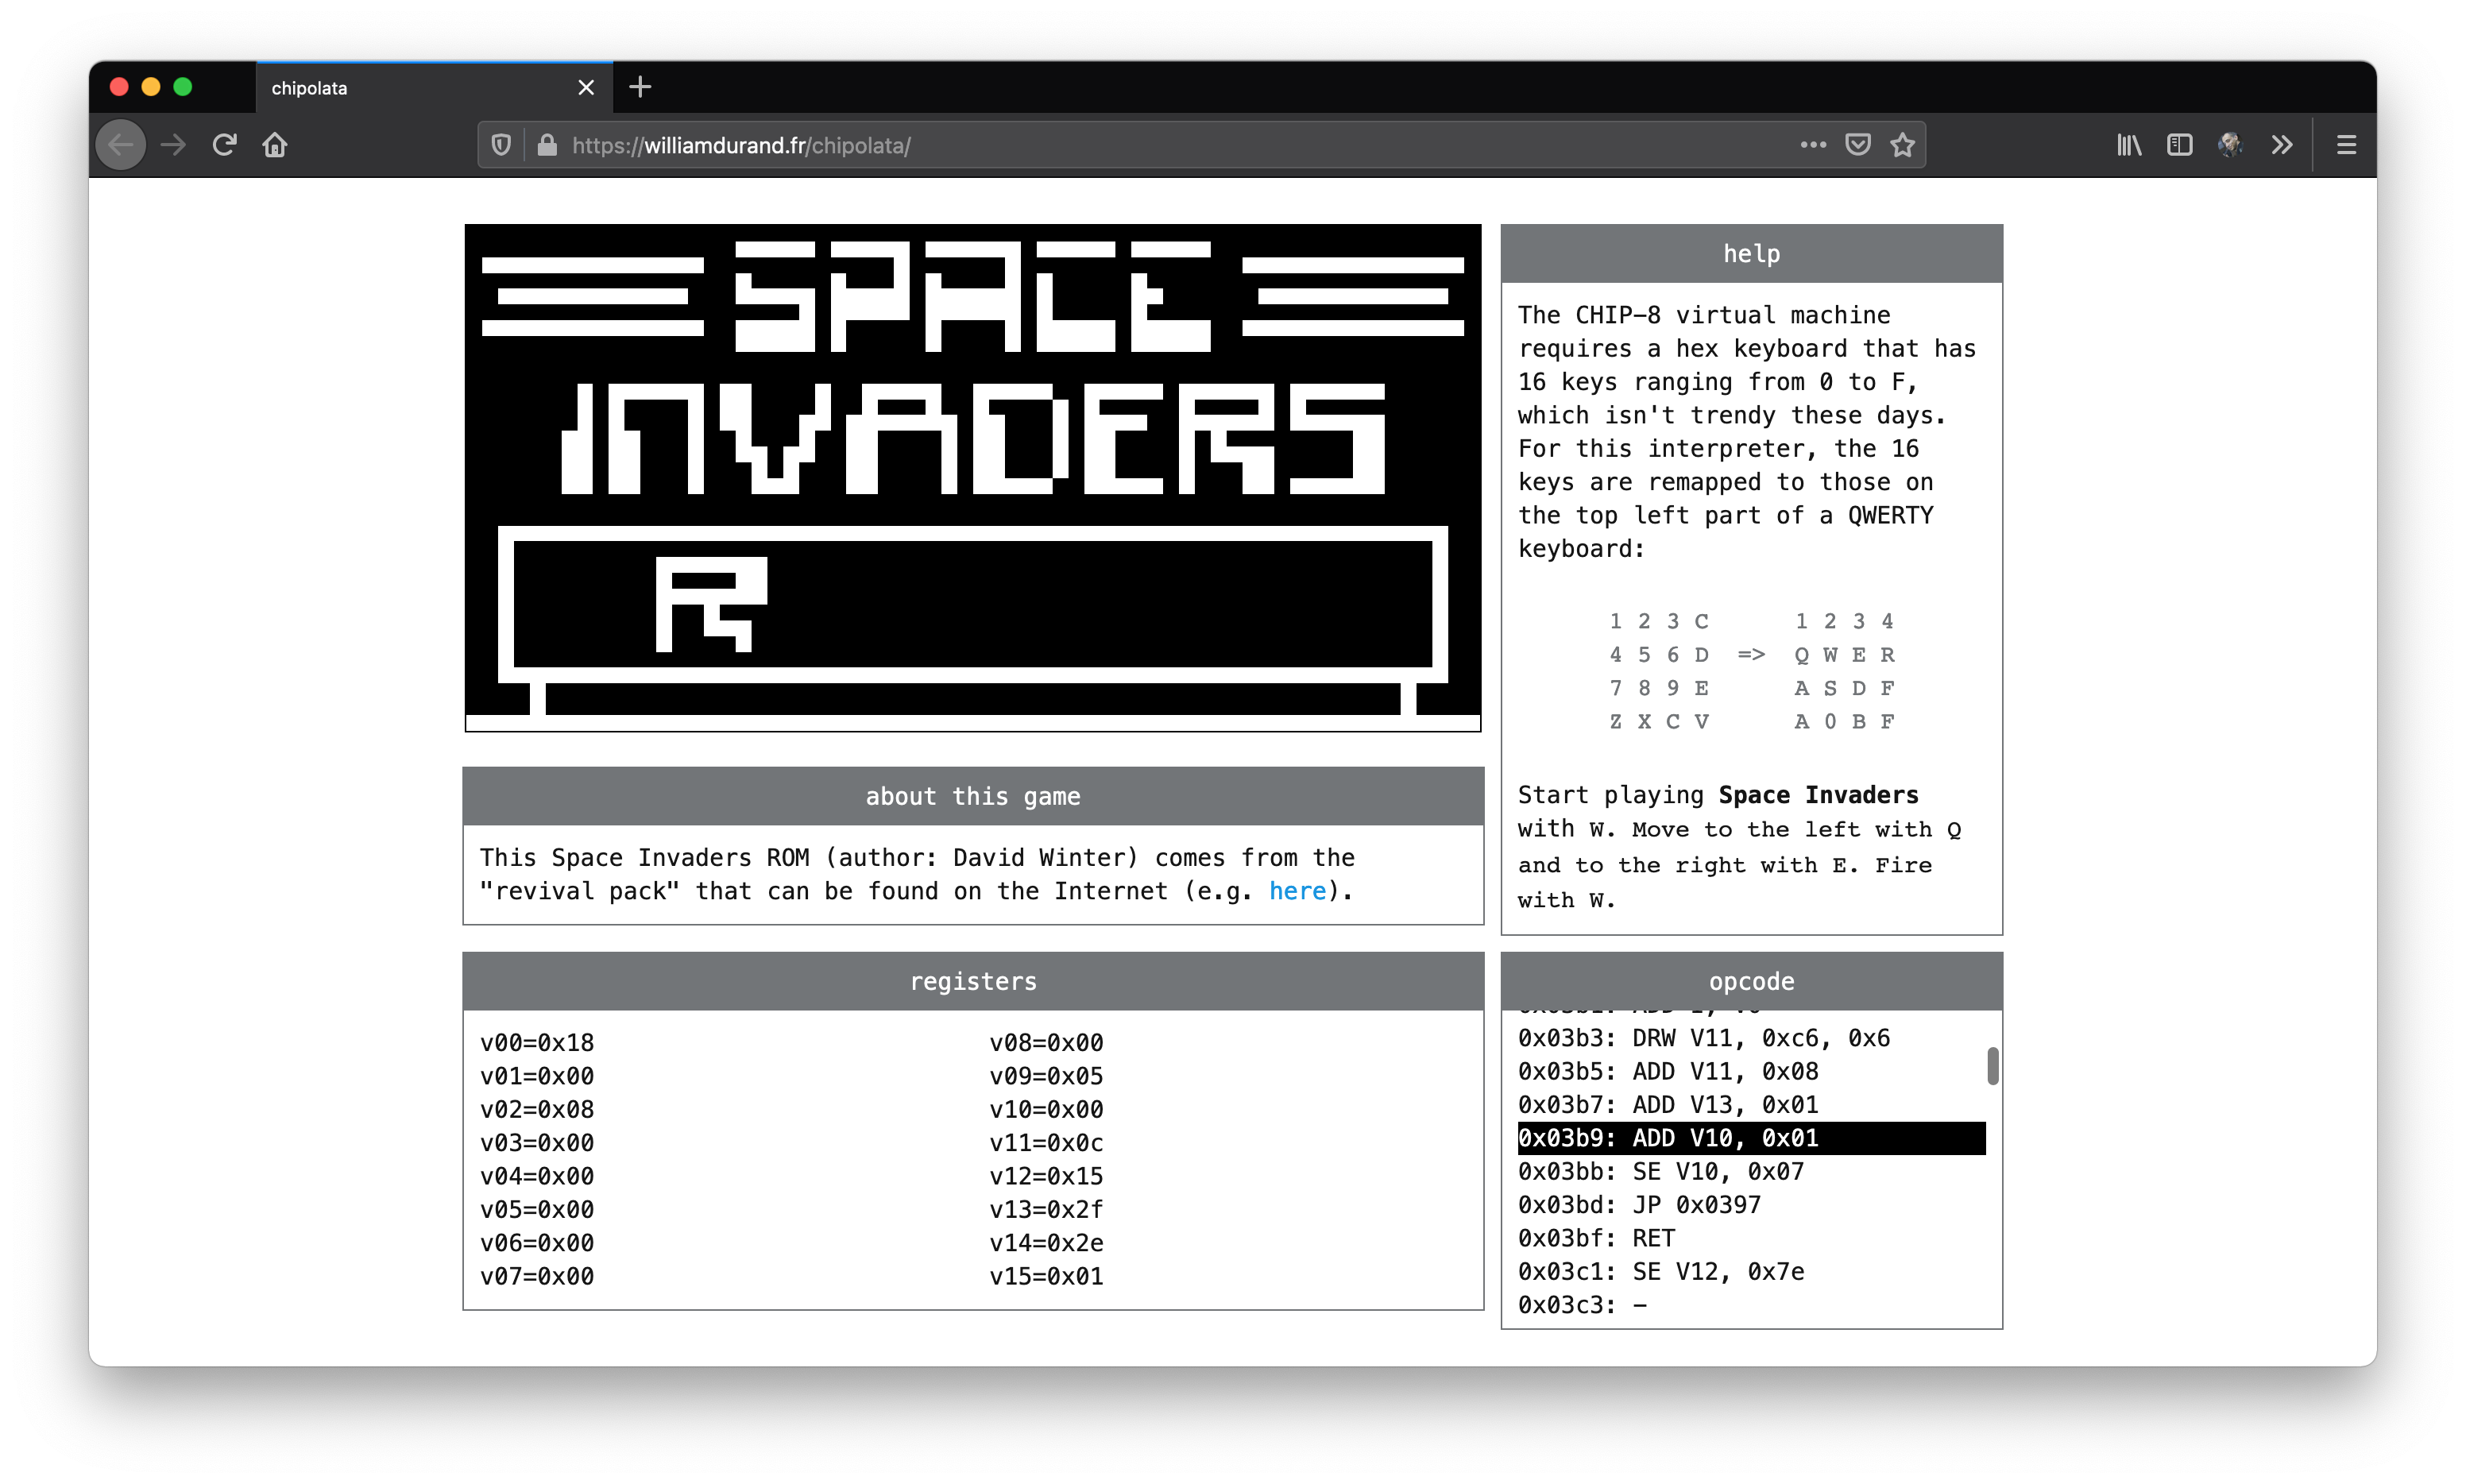 chipolata
https://williamdurand.fr/chipolata/
SPACE
INVADERS
R
help
The CHIP-8 virtual machine
requires a hex keyboard that has
16 keys ranging from 0 to F,
which isn't trendy these days.
For this interpreter, the 16
keys are remapped to those on
the top left part of a QWERTY
keyboard:
1 2 3 C 1 2 3 4
4 5 6 D => Q W E R
7 8 9 E A S D F
Z X C V A 0 B F
Start playing Space Invaders
with W. Move to the left with Q
and to the right with E. Fire
with W.
about this game
This Space Invaders ROM (author: David Winter) comes from the
"revival pack" that can be found on the Internet (e.g. here).
registers
v00=0x18 v08=0x00
v01=0x00 v09=0x05
v02=0x08 v10=0x00
v03=0x00 v11=0x0c
v04=0x00 v12=0x15
v05=0x00 v13=0x2f
v06=0x00 v14=0x2e
v07=0x00 v15=0x01
opcode
0x03b3: DRW V11, 0xc6, 0x6
0x03b5: ADD V11, 0x08
0x03b7: ADD V13, 0x01
0x03b9: ADD V10, 0x01
0x03bb: SE V10, 0x07
0x03bd: JP 0x0397
0x03bf: RET
0x03c1: SE V12, 0x7e
0x03c3: -